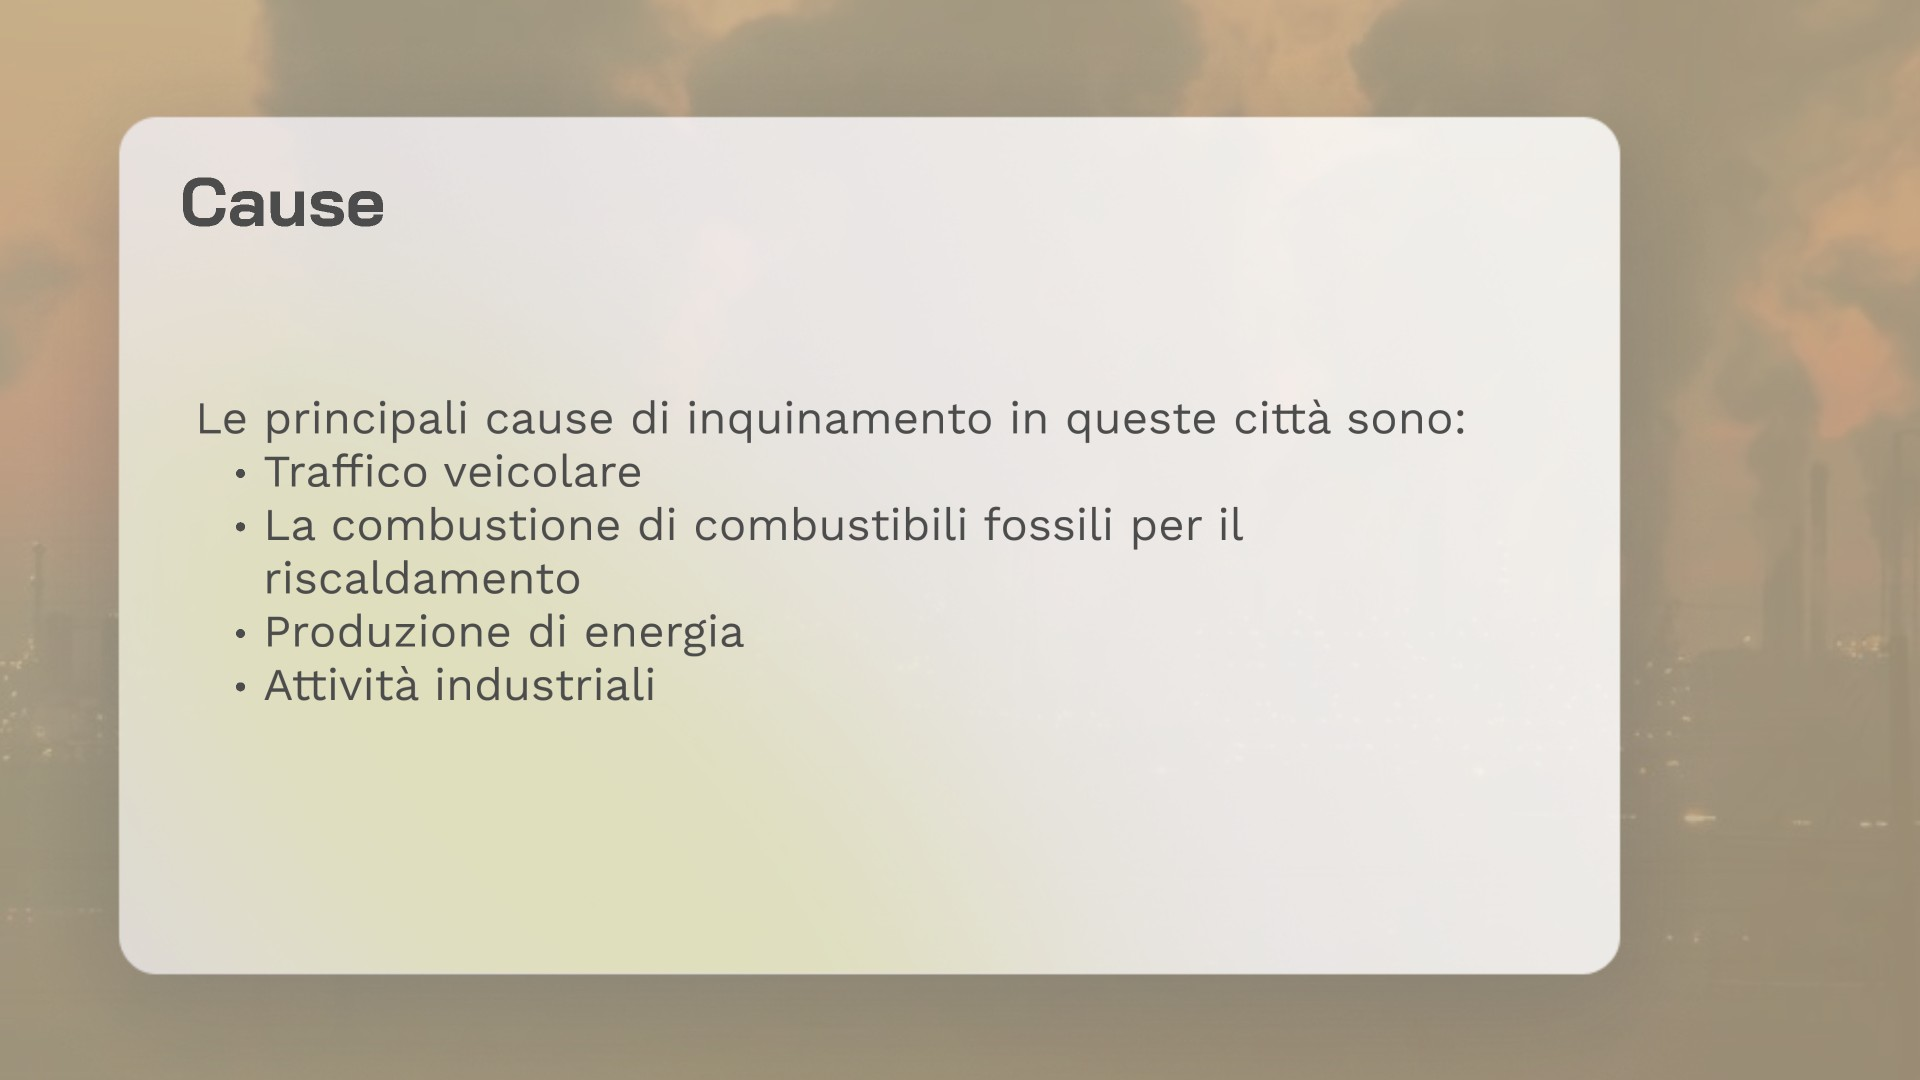 Cause
Le principali cause di inquinamento in queste città sono:
• Traffico veicolare
• La combustione di combustibili fossili per il
riscaldamento
• Produzione di energia
• Attività industriali